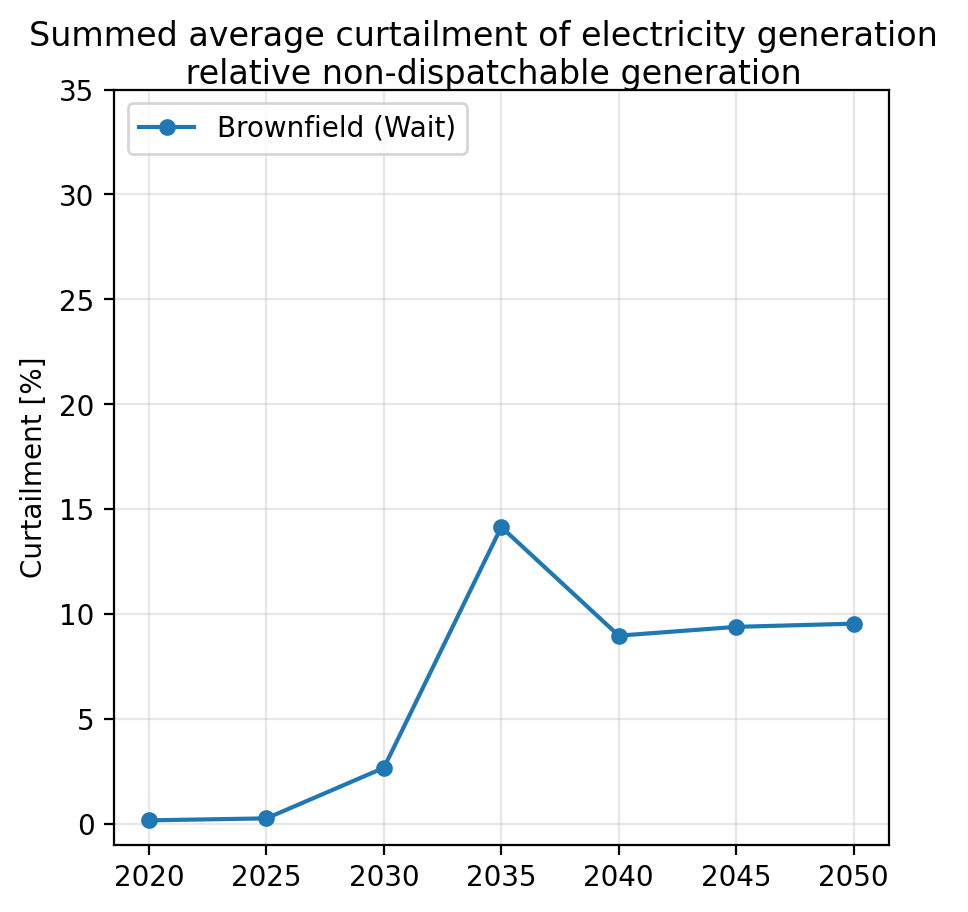 Summed average curtailment of electricity generation
relative non-dispatchable generation
35
Brownfield (Wait)
30
25
20
15
10
5
0
Curtailment [%]
2020 2025 2030 2035 2040 2045 2050